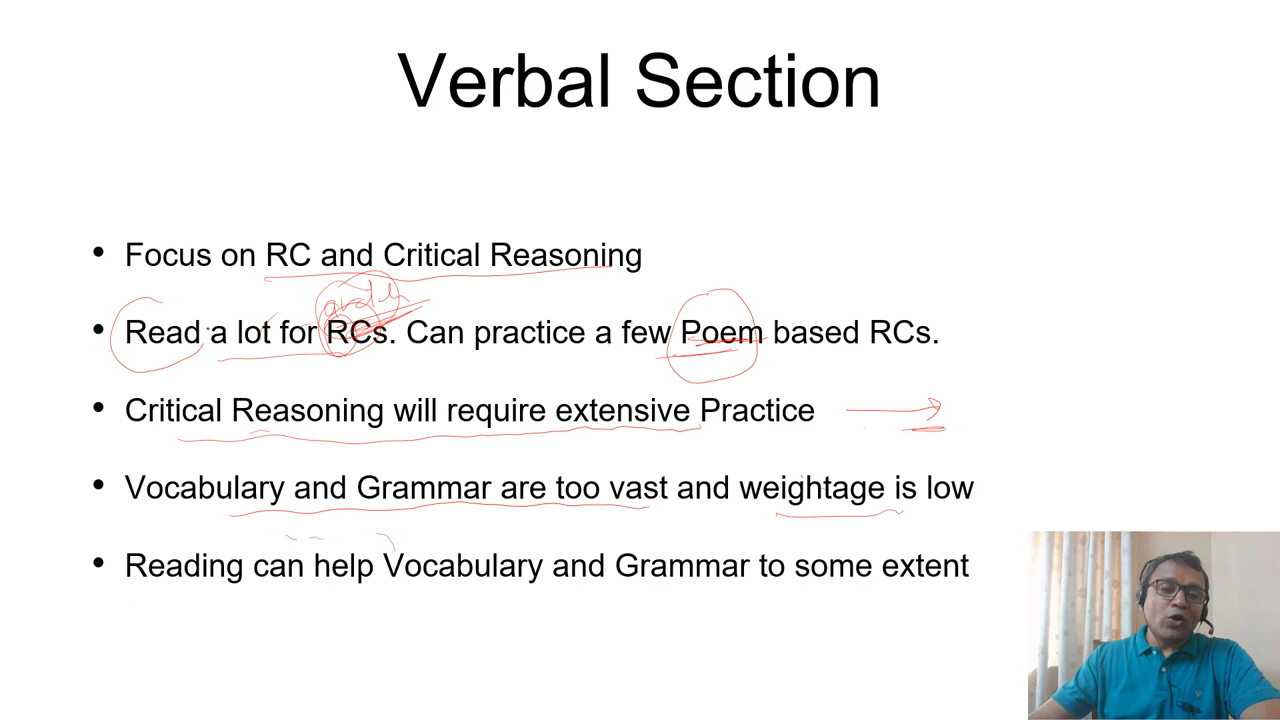 Verbal Section
• Focus on RC and Critical Reasoning
• Read a lot for RCs. Can practice a few Poem based RCs.
• Critical Reasoning will require extensive Practice
• Vocabulary and Grammar are too vast and weightage is low
• Reading can help Vocabulary and Grammar to some extent